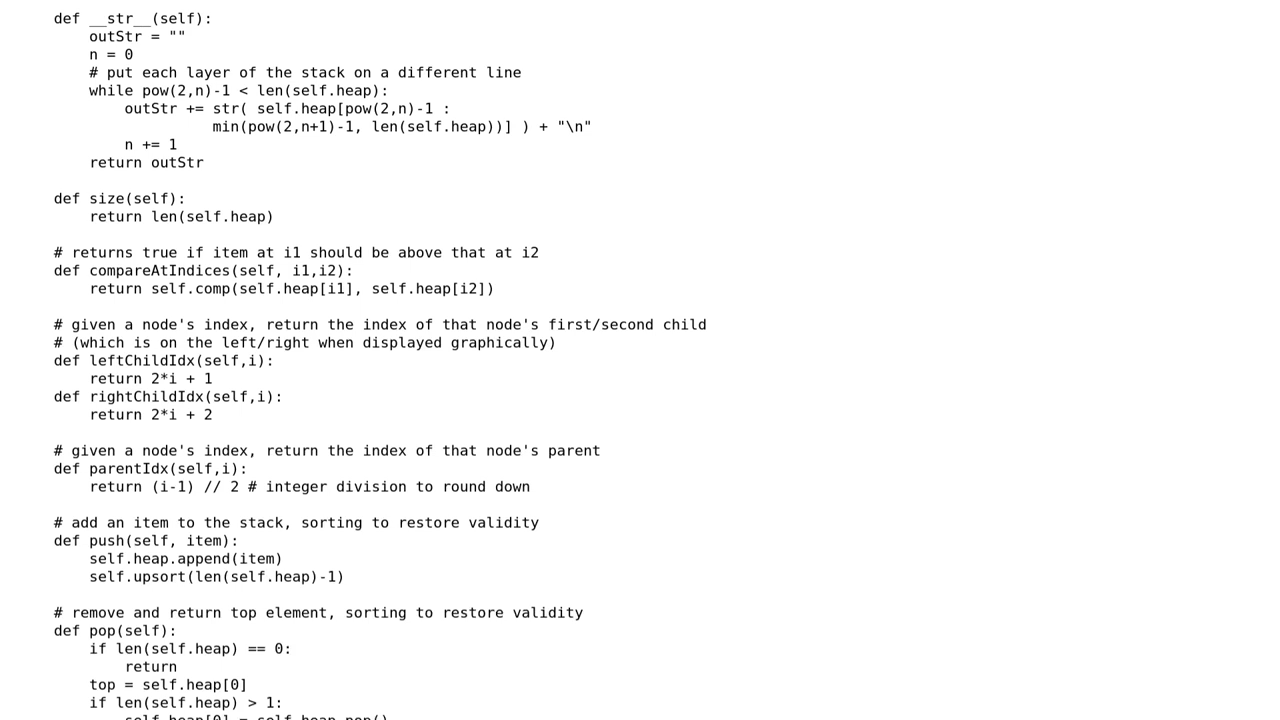 def __str__(self):
    outStr = ""
    n = 0
    # put each layer of the stack on a different line
    while pow(2,n)-1 < len(self.heap):
        outStr += str( self.heap[pow(2,n)-1 :
                  min(pow(2,n+1)-1, len(self.heap))] ) + "\n"
        n += 1
    return outStr

def size(self):
    return len(self.heap)

# returns true if item at i1 should be above that at i2
def compareAtIndices(self, i1,i2):
    return self.comp(self.heap[i1], self.heap[i2])

# given a node's index, return the index of that node's first/second child
# (which is on the left/right when displayed graphically)
def leftChildIdx(self,i):
    return 2*i + 1
def rightChildIdx(self,i):
    return 2*i + 2

# given a node's index, return the index of that node's parent
def parentIdx(self,i):
    return (i-1) // 2 # integer division to round down

# add an item to the stack, sorting to restore validity
def push(self, item):
    self.heap.append(item)
    self.upsort(len(self.heap)-1)

# remove and return top element, sorting to restore validity
def pop(self):
    if len(self.heap) == 0:
        return
    top = self.heap[0]
    if len(self.heap) > 1:
        self.heap[0] = self.heap.pop()